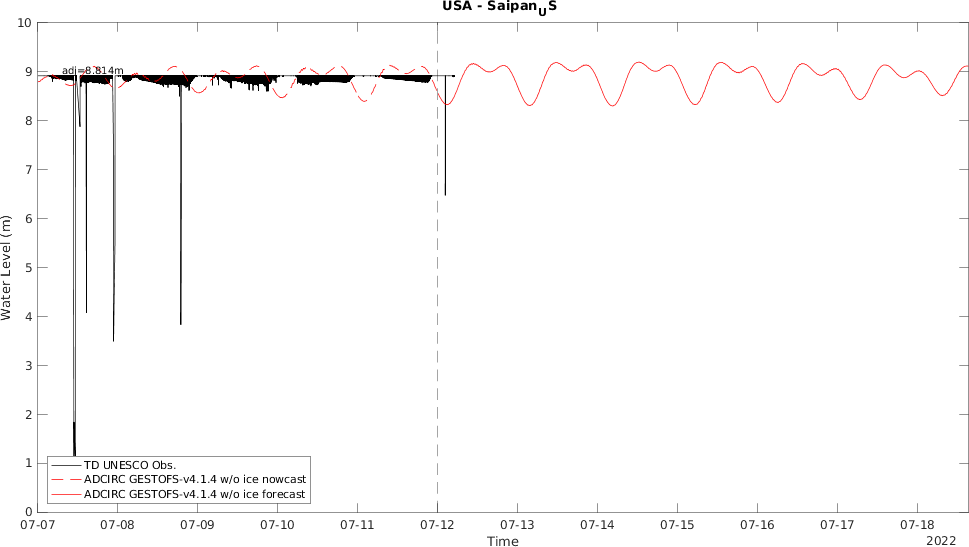 USA - Saipan_US
10
9
8
7
6
5
4
3
2
1
0
Water Level (m)
adj=8.814m
TD UNESCO Obs.
ADCIRC GESTOFS-v4.1.4 w/o ice nowcast
ADCIRC GESTOFS-v4.1.4 w/o ice forecast
07-07 07-08 07-09 07-10 07-11 07-12 07-13 07-14 07-15 07-16 07-17 07-18
Time
2022